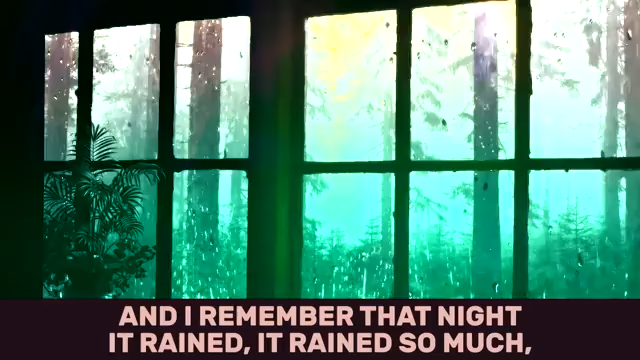 AND I REMEMBER THAT NIGHT
IT RAINED, IT RAINED SO MUCH,